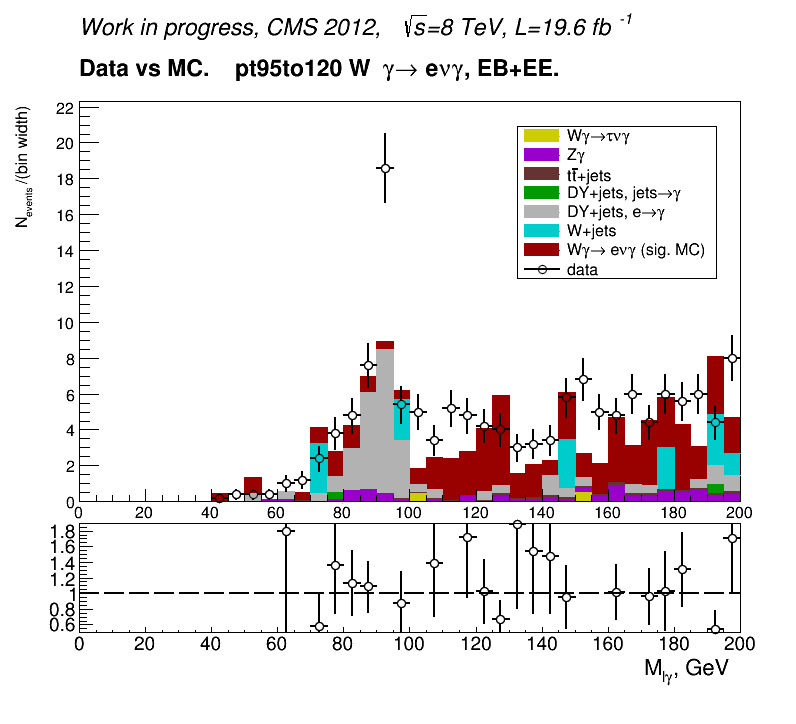 Work in progress, CMS 2012, √s=8 TeV, L=19.6 fb⁻¹
Data vs MC. pt95to120 W γ→ eνγ, EB+EE.
N_events /(bin width)
22
20
18
16
14
12
10
8
6
4
2
0
Wγ→τνγ
Zγ
tt̄+jets
DY+jets, jets→γ
DY+jets, e→γ
W+jets
Wγ→ eνγ (sig. MC)
data
0 20 40 60 80 100 120 140 160 180 200
1.8
1.6
1.4
1.2
1
0.8
0.6
0 20 40 60 80 100 120 140 160 180 200
M_lγ, GeV